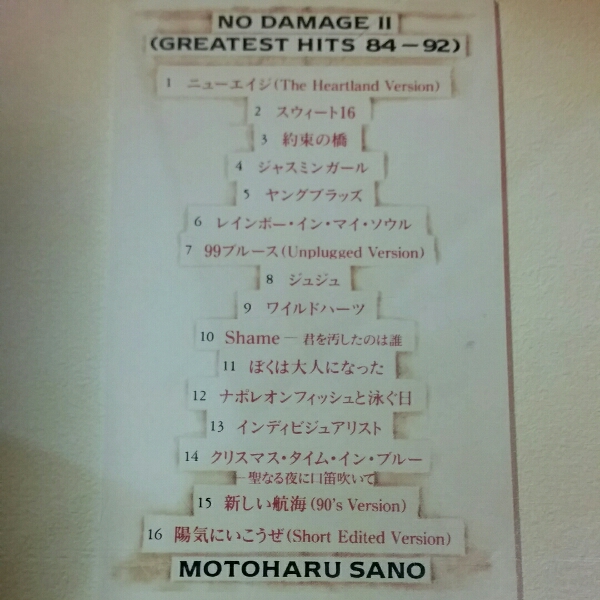 NO DAMAGE II
(GREATEST HITS 84-92)
1 ニューエイジ(The Heartland Version)
2 スウィート16
3 約束の橋
4 ジャスミンガール
5 ヤングブラッズ
6 レインボー・イン・マイ・ソウル
7 99ブルース(Unplugged Version)
8 ジュジュ
9 ワイルドハーツ
10 Shame — 君を汚したのは誰
11 ぼくは大人になった
12 ナポレオンフィッシュと泳ぐ日
13 インディビジュアリスト
14 クリスマス・タイム・イン・ブルー
—聖なる夜に口笛吹いて
15 新しい航海(90's Version)
16 陽気にいこうぜ(Short Edited Version)
MOTOHARU SANO